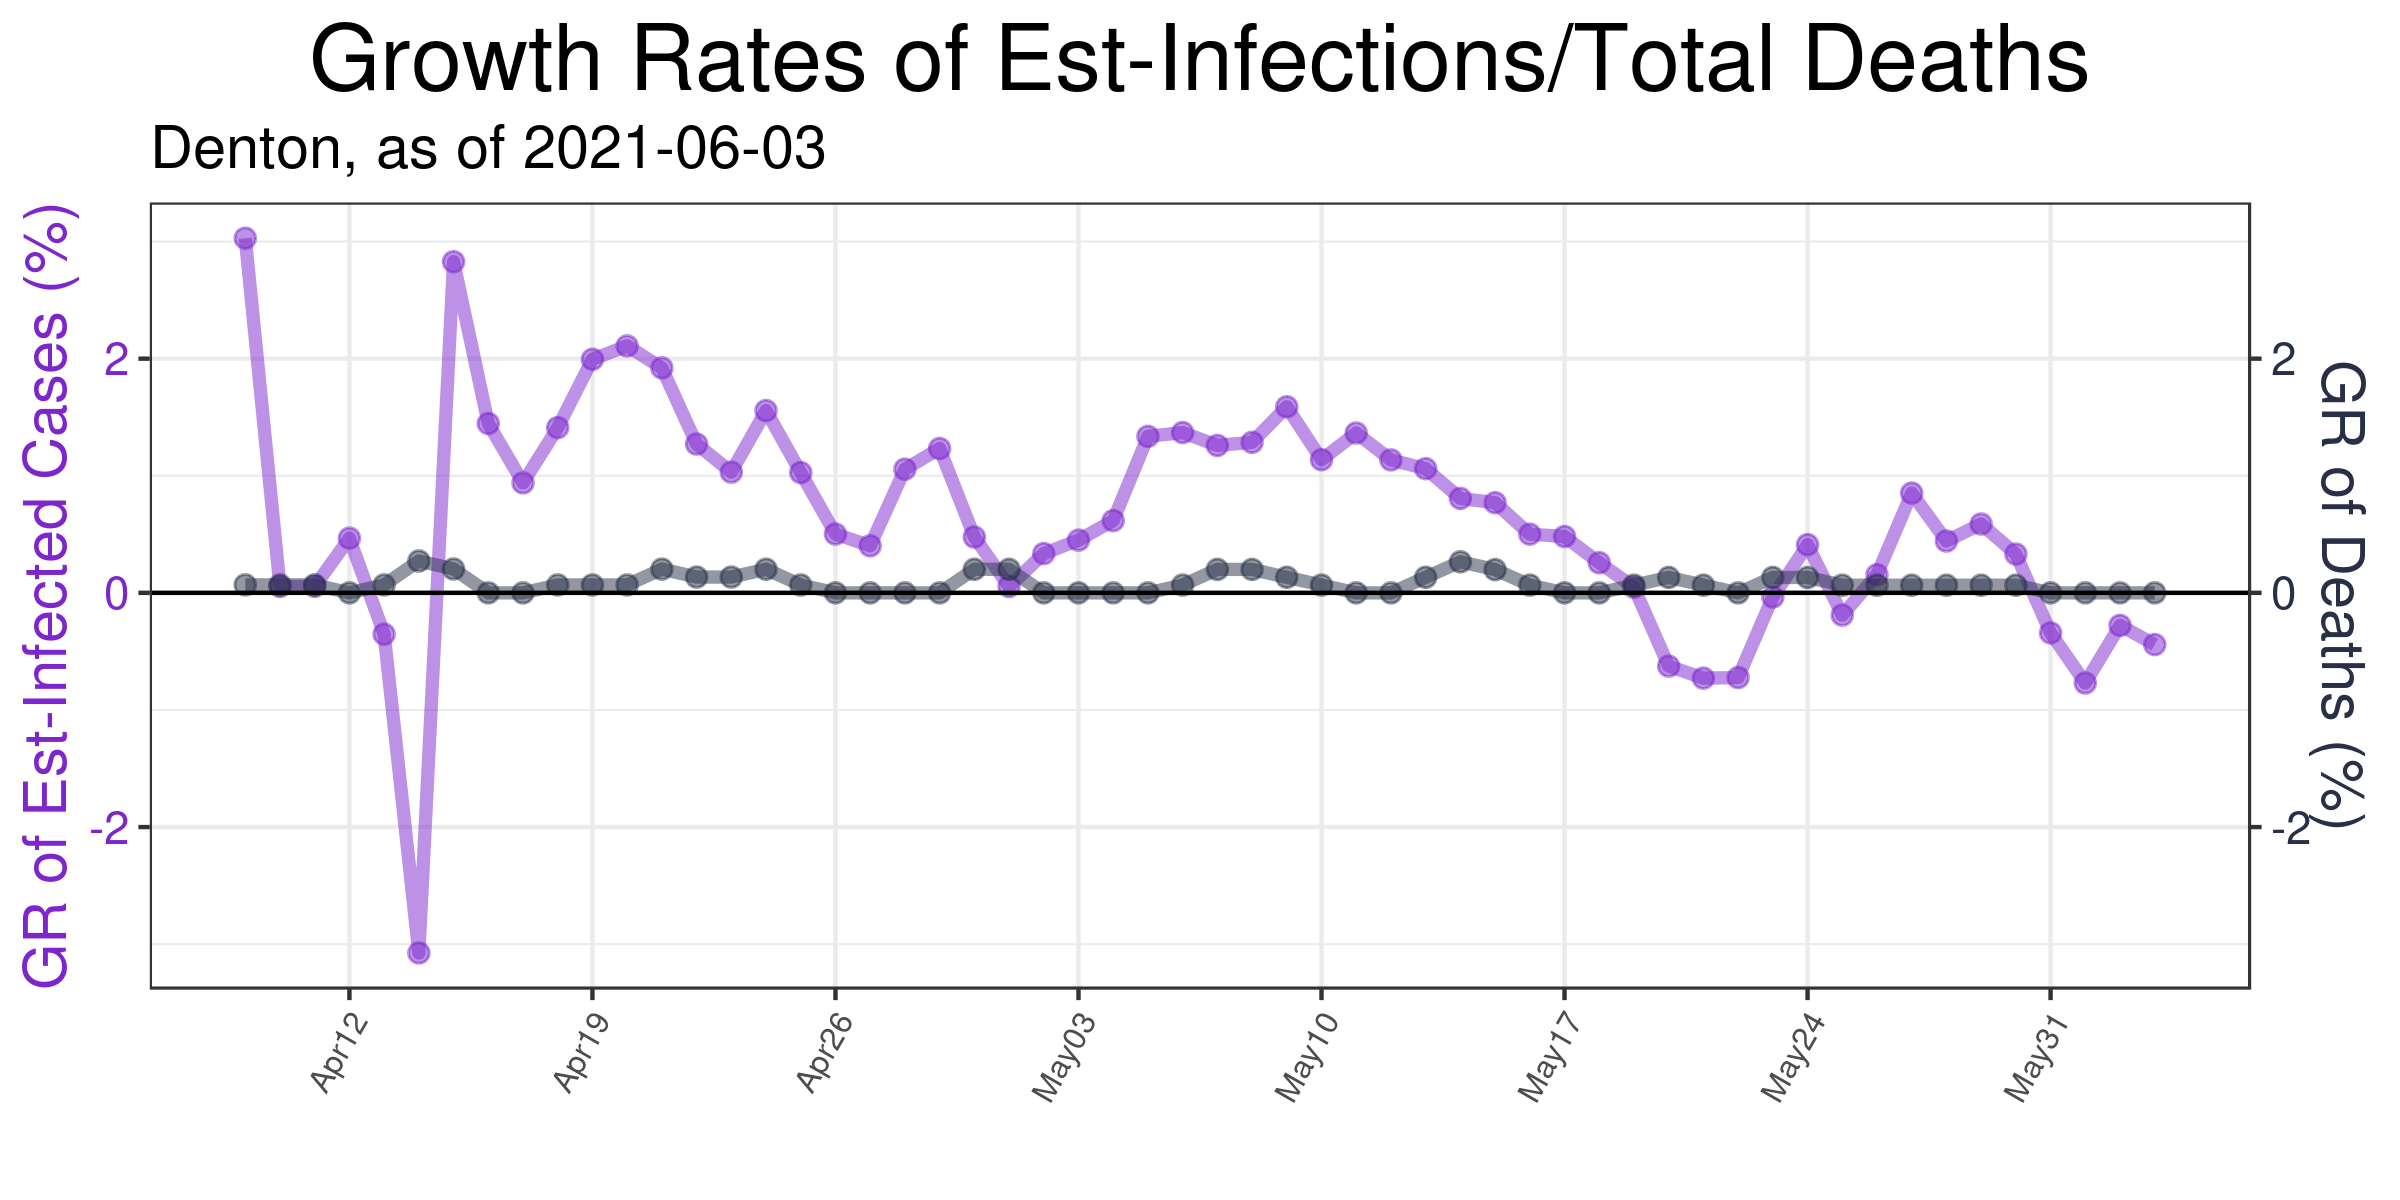 Growth Rates of Est-Infections/Total Deaths
Denton, as of 2021-06-03
GR of Est-Infected Cases (%)
2
0
-2
2
0
-2
GR of Deaths (%)
Apr12
Apr19
Apr26
May03
May10
May17
May24
May31